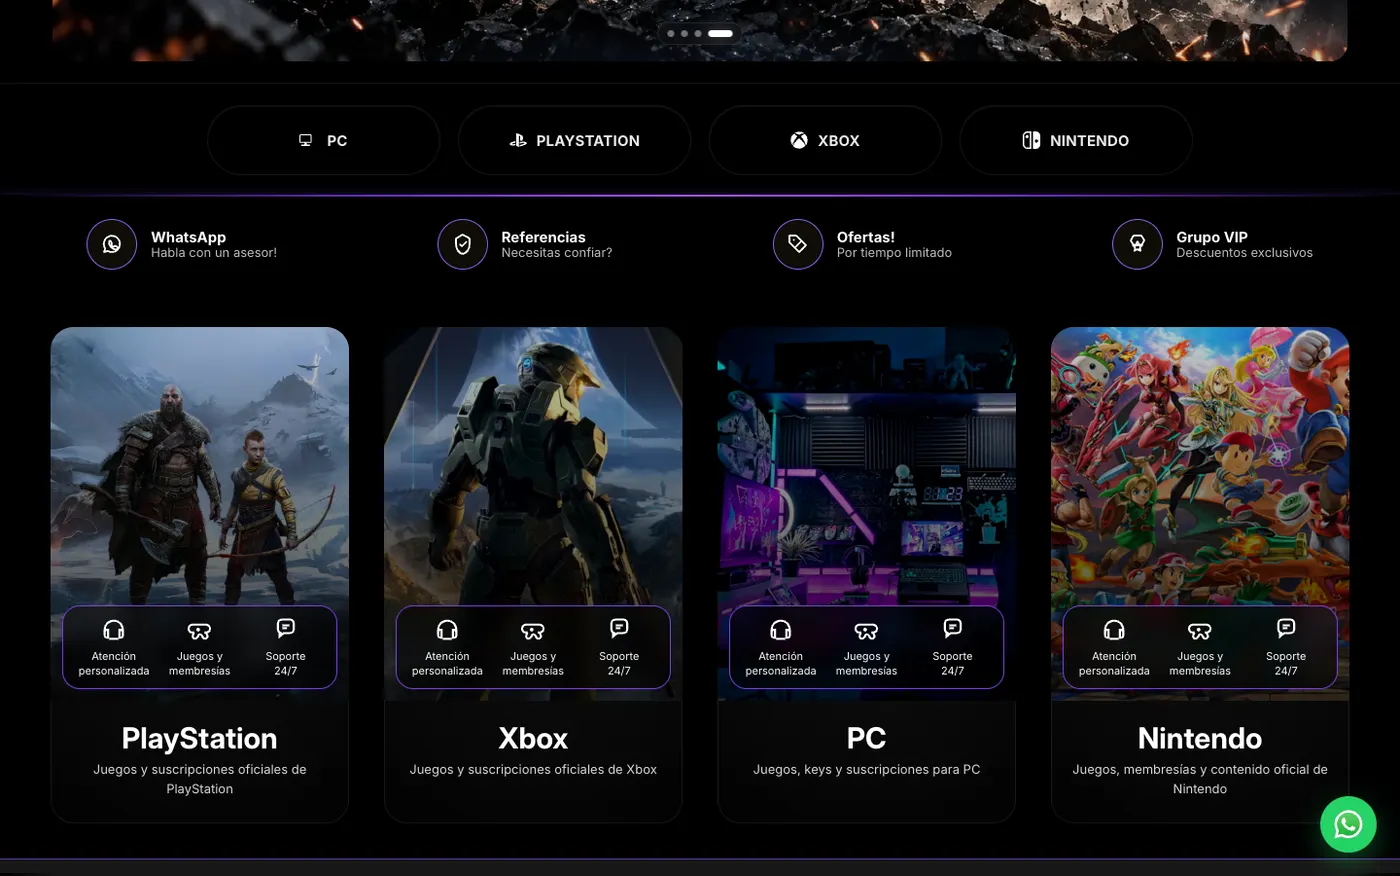 PC
PLAYSTATION
XBOX
NINTENDO
WhatsApp
Habla con un asesor!
Referencias
Necesitas confiar?
Ofertas!
Por tiempo limitado
Grupo VIP
Descuentos exclusivos
Atención
personalizada
Juegos y
membresías
Soporte
24/7
PlayStation
Juegos y suscripciones oficiales de
PlayStation
Atención
personalizada
Juegos y
membresías
Soporte
24/7
Xbox
Juegos y suscripciones oficiales de Xbox
Atención
personalizada
Juegos y
membresías
Soporte
24/7
PC
Juegos, keys y suscripciones para PC
Atención
personalizada
Juegos y
membresías
Soporte
24/7
Nintendo
Juegos, membresías y contenido oficial de
Nintendo